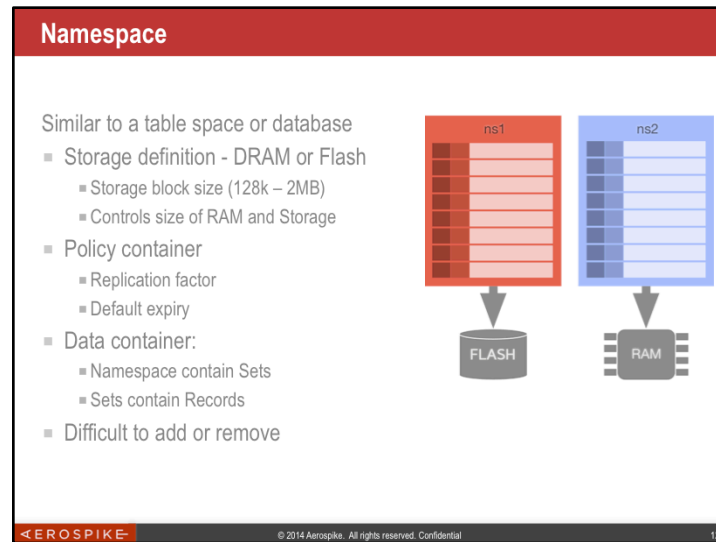 Namespace
Similar to a table space or database
Storage definition - DRAM or Flash
Storage block size (128k – 2MB)
Controls size of RAM and Storage
Policy container
Replication factor
Default expiry
Data container:
Namespace contain Sets
Sets contain Records
Difficult to add or remove
ns1
ns2
FLASH
RAM
AEROSPIKE
© 2014 Aerospike. All rights reserved. Confidential